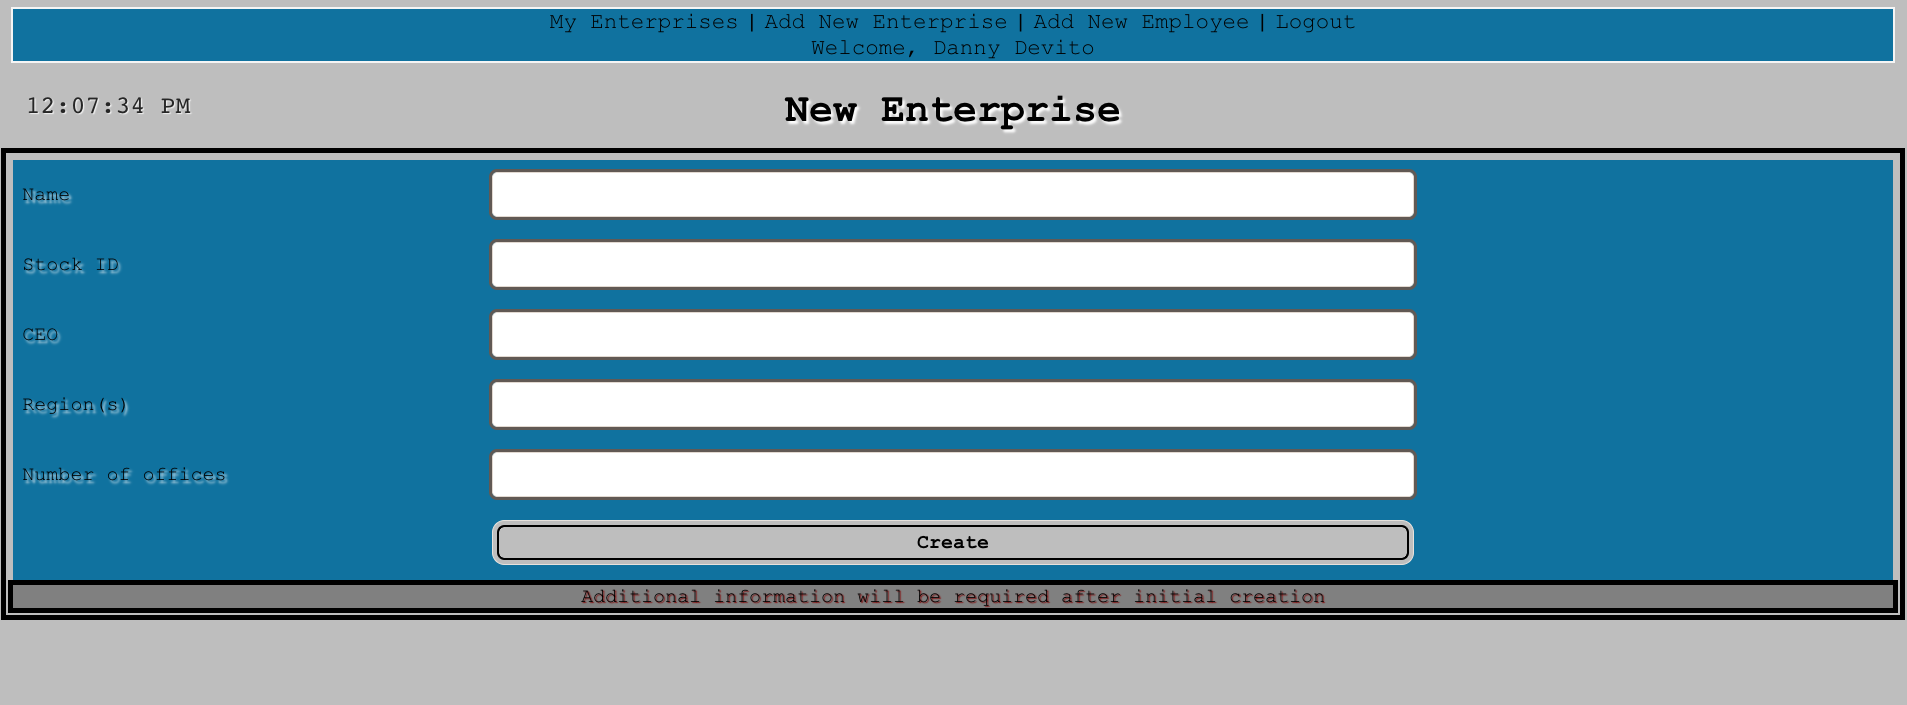 My Enterprises | Add New Enterprise | Add New Employee | Logout
Welcome, Danny Devito
12:07:34 PM
New Enterprise
Name
Stock ID
CEO
Region(s)
Number of offices
Create
Additional information will be required after initial creation